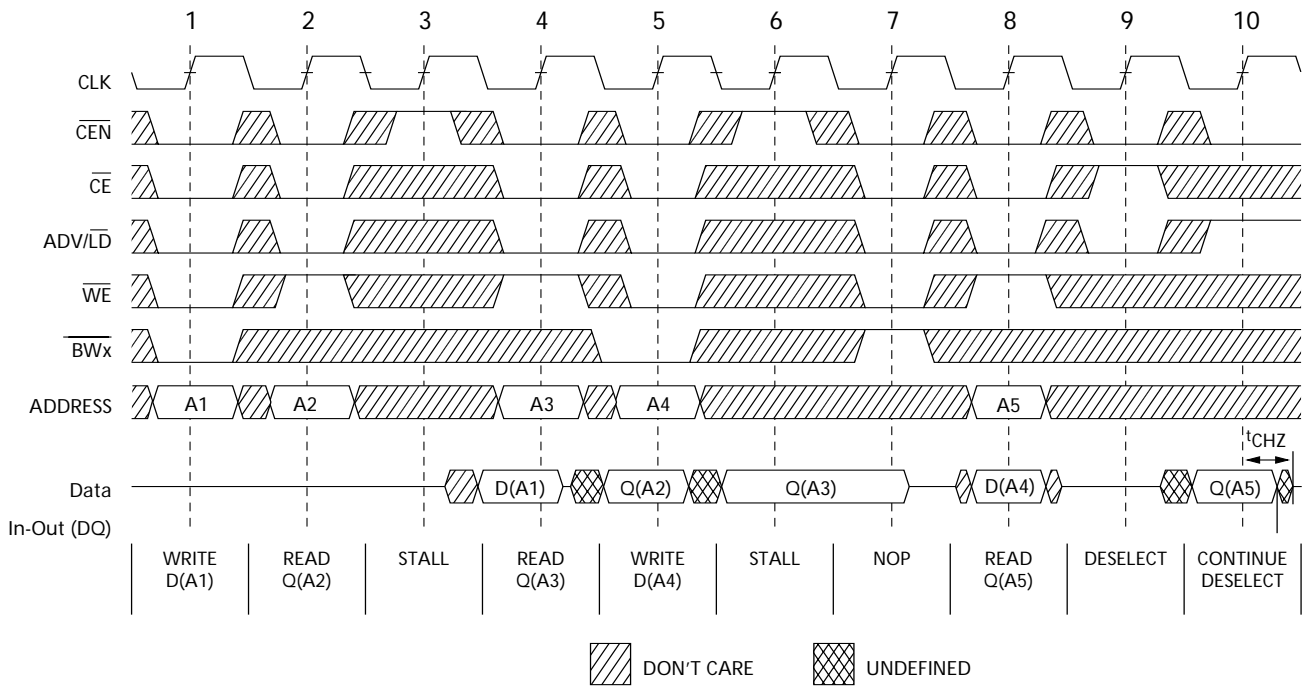 1 2 3 4 5 6 7 8 9 10
CLK
CEN
CE
ADV/LD
WE
BWx
ADDRESS A1 A2 A3 A4 A5
tCHZ
Data D(A1) Q(A2) Q(A3) D(A4) Q(A5)
In-Out (DQ)
WRITE READ STALL READ WRITE STALL NOP READ DESELECT CONTINUE
D(A1) Q(A2) Q(A3) D(A4) Q(A5) DESELECT
DON'T CARE UNDEFINED